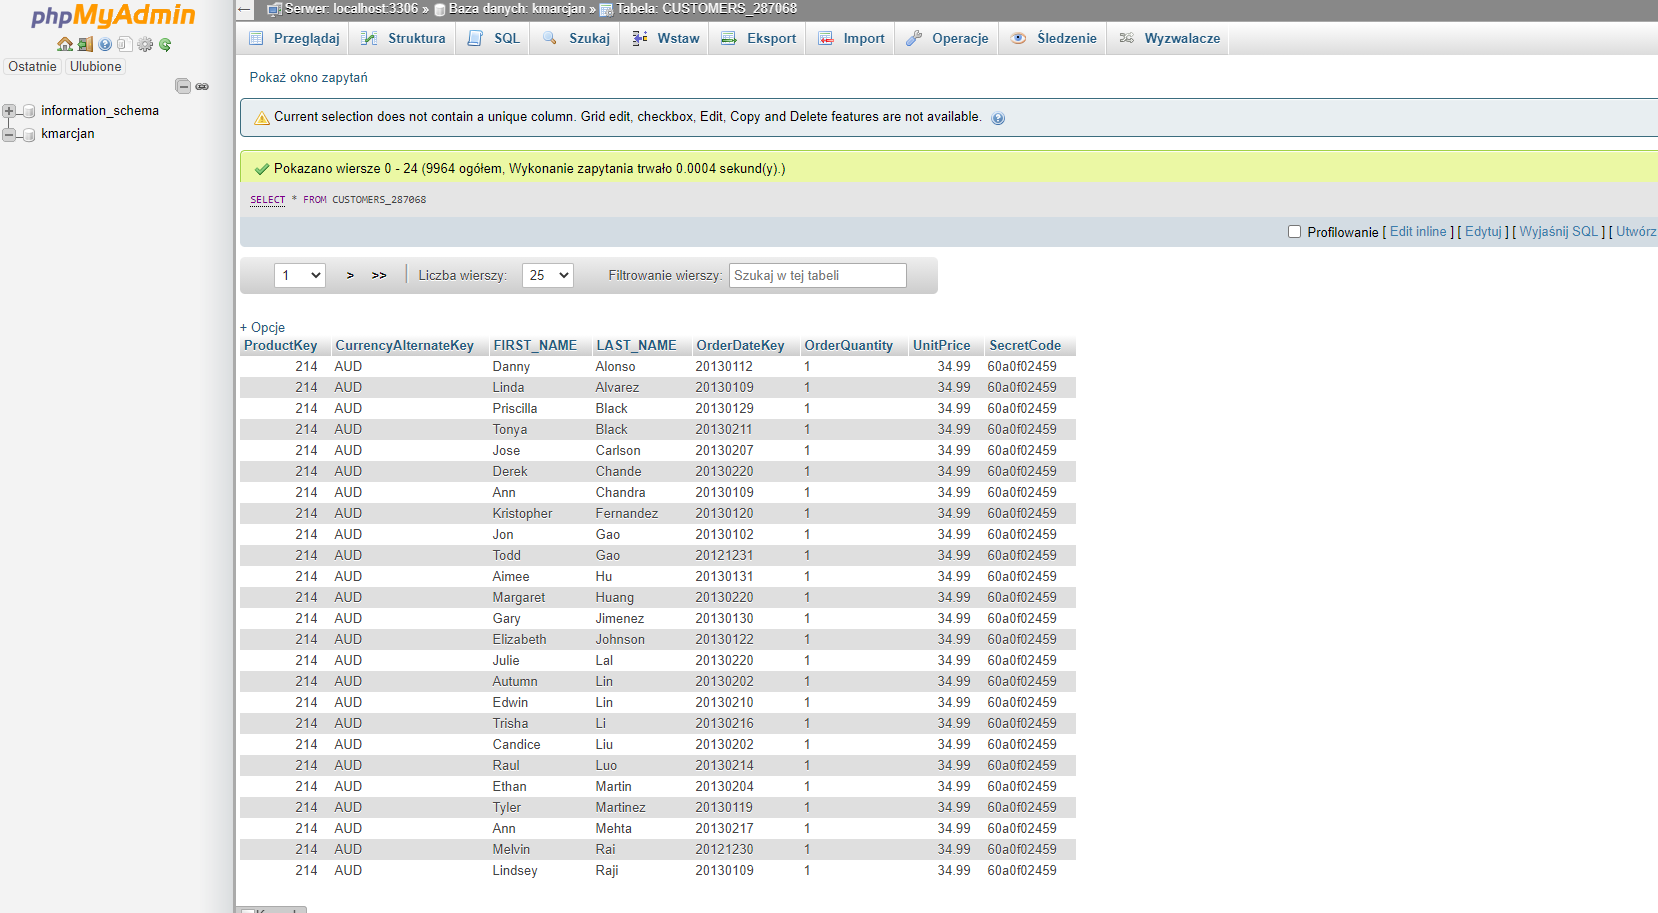 phpMyAdmin
Ostatnie Ulubione
information_schema
kmarcjan
Serwer: localhost:3306 » Baza danych: kmarcjan » Tabela: CUSTOMERS_287068
Przeglądaj Struktura SQL Szukaj Wstaw Eksport Import Operacje Śledzenie Wyzwalacze
Pokaż okno zapytań
Current selection does not contain a unique column. Grid edit, checkbox, Edit, Copy and Delete features are not available.
Pokazano wiersze 0 - 24 (9964 ogółem, Wykonanie zapytania trwało 0.0004 sekund(y).)
SELECT * FROM CUSTOMERS_287068
Profilowanie [ Edit inline ] [ Edytuj ] [ Wyjaśnij SQL ] [ Utwórz
1 > >> Liczba wierszy: 25 Filtrowanie wierszy: Szukaj w tej tabeli
+ Opcje
ProductKey CurrencyAlternateKey FIRST_NAME LAST_NAME OrderDateKey OrderQuantity UnitPrice SecretCode
214 AUD Danny Alonso 20130112 1 34.99 60a0f02459
214 AUD Linda Alvarez 20130109 1 34.99 60a0f02459
214 AUD Priscilla Black 20130129 1 34.99 60a0f02459
214 AUD Tonya Black 20130211 1 34.99 60a0f02459
214 AUD Jose Carlson 20130207 1 34.99 60a0f02459
214 AUD Derek Chande 20130220 1 34.99 60a0f02459
214 AUD Ann Chandra 20130109 1 34.99 60a0f02459
214 AUD Kristopher Fernandez 20130120 1 34.99 60a0f02459
214 AUD Jon Gao 20130102 1 34.99 60a0f02459
214 AUD Todd Gao 20121231 1 34.99 60a0f02459
214 AUD Aimee Hu 20130131 1 34.99 60a0f02459
214 AUD Margaret Huang 20130220 1 34.99 60a0f02459
214 AUD Gary Jimenez 20130130 1 34.99 60a0f02459
214 AUD Elizabeth Johnson 20130122 1 34.99 60a0f02459
214 AUD Julie Lal 20130220 1 34.99 60a0f02459
214 AUD Autumn Lin 20130202 1 34.99 60a0f02459
214 AUD Edwin Lin 20130210 1 34.99 60a0f02459
214 AUD Trisha Li 20130216 1 34.99 60a0f02459
214 AUD Candice Liu 20130202 1 34.99 60a0f02459
214 AUD Raul Luo 20130214 1 34.99 60a0f02459
214 AUD Ethan Martin 20130204 1 34.99 60a0f02459
214 AUD Tyler Martinez 20130119 1 34.99 60a0f02459
214 AUD Ann Mehta 20130217 1 34.99 60a0f02459
214 AUD Melvin Rai 20121230 1 34.99 60a0f02459
214 AUD Lindsey Raji 20130109 1 34.99 60a0f02459